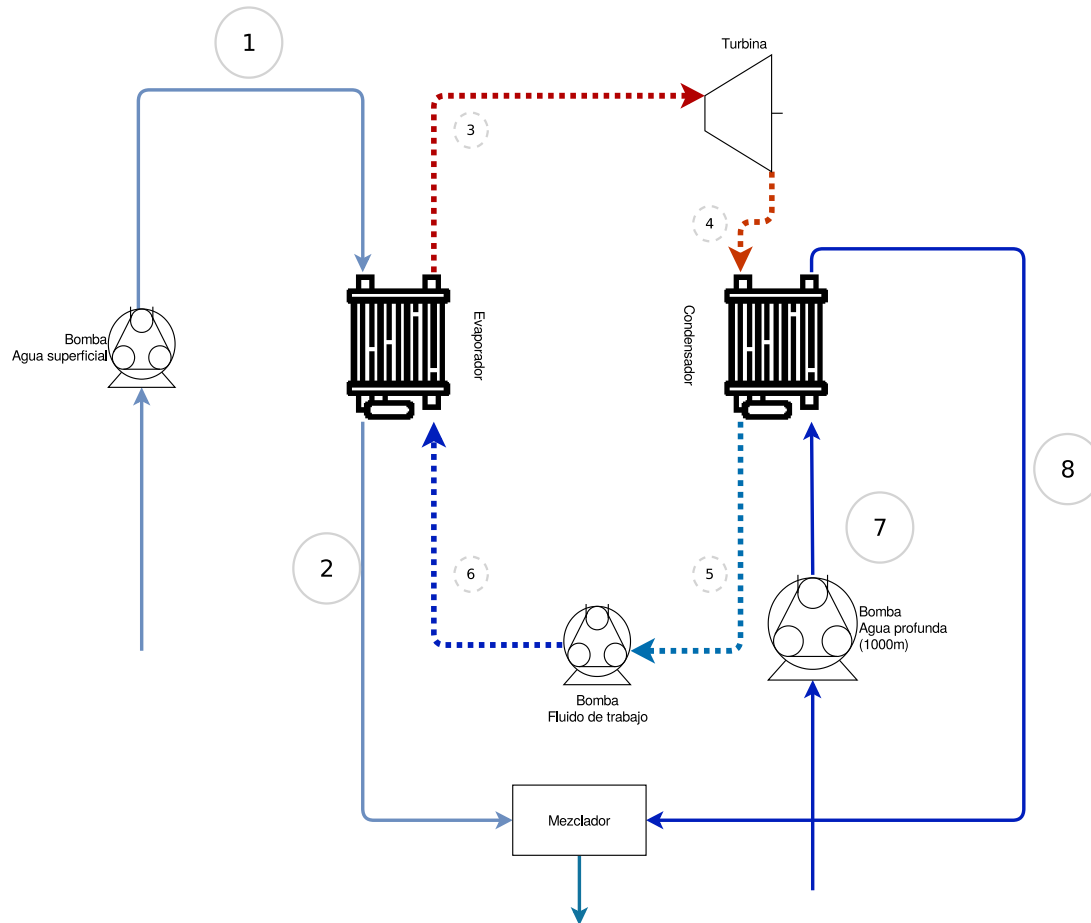 1
Turbina
3
4
Bomba
Agua superficial
Evaporador
Condensador
8
7
2
6
5
Bomba
Agua profunda
(1000m)
Bomba
Fluido de trabajo
Mezclador